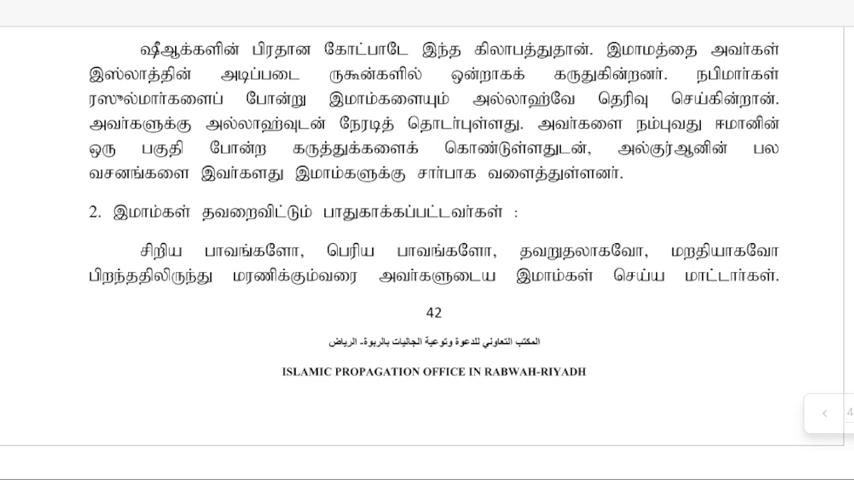 ஷீஆக்களின் பிரதான கோட்பாடே இந்த கிலாபத்துதான். இமாமத்தை அவர்கள்
இஸ்லாத்தின் அடிப்படை ருகூன்களில் ஒன்றாகக் கருதுகின்றனர். நபிமார்கள்
ரஸுல்மார்களைப் போன்று இமாம்களையும் அல்லாஹ்வே தெரிவு செய்கின்றான்.
அவர்களுக்கு அல்லாஹ்வுடன் நேரடித் தொடர்புள்ளது. அவர்களை நம்புவது ஈமானின்
ஒரு பகுதி போன்ற கருத்துக்களைக் கொண்டுள்ளதுடன், அல்குர்ஆனின் பல
வசனங்களை இவர்களது இமாம்களுக்கு சார்பாக வளைத்துள்ளனர்.
2. இமாம்கள் தவறைவிட்டும் பாதுகாக்கப்பட்டவர்கள் :
சிறிய பாவங்களோ, பெரிய பாவங்களோ, தவறுதலாகவோ, மறதியாகவோ
பிறந்ததிலிருந்து மரணிக்கும்வரை அவர்களுடைய இமாம்கள் செய்ய மாட்டார்கள்.
42
المكتب التعاوني للدعوة وتوعية الجاليات بالربوة- الرياض
ISLAMIC PROPAGATION OFFICE IN RABWAH-RIYADH
4